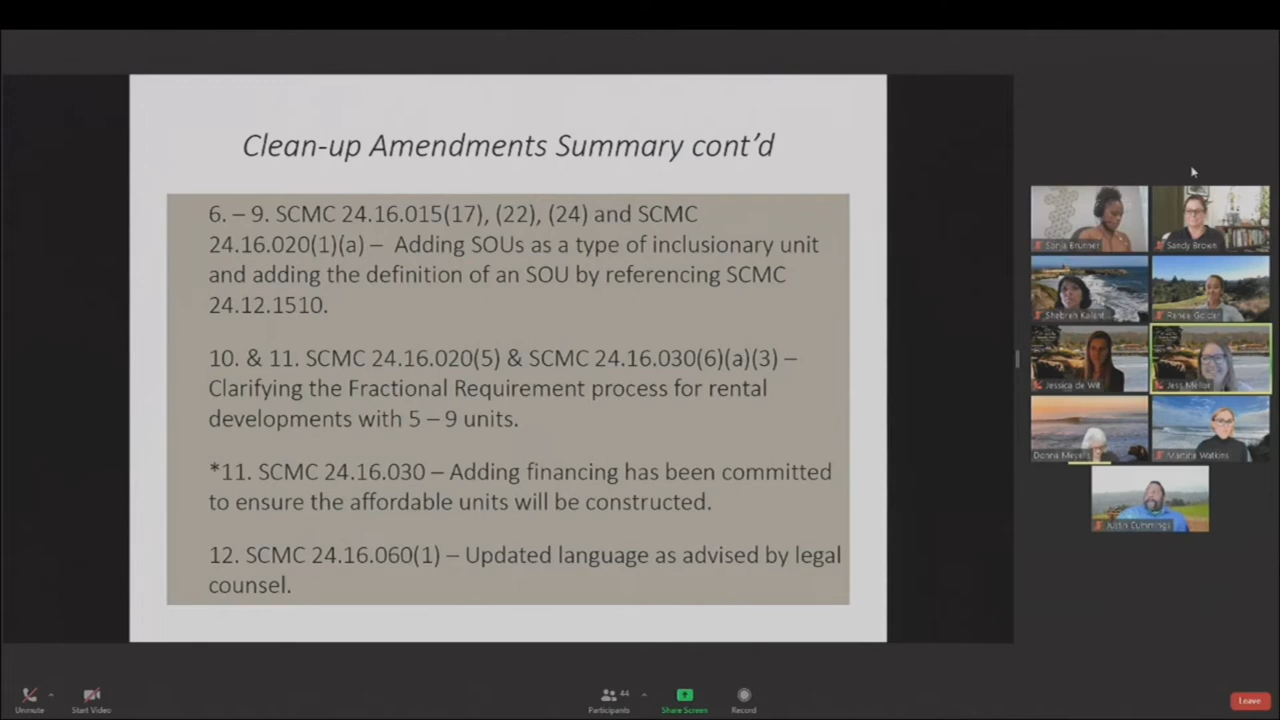 Clean-up Amendments Summary cont’d
6. – 9. SCMC 24.16.015(17), (22), (24) and SCMC
24.16.020(1)(a) – Adding SOUs as a type of inclusionary unit
and adding the definition of an SOU by referencing SCMC
24.12.1510.
10. & 11. SCMC 24.16.020(5) & SCMC 24.16.030(6)(a)(3) –
Clarifying the Fractional Requirement process for rental
developments with 5 – 9 units.
*11. SCMC 24.16.030 – Adding financing has been committed
to ensure the affordable units will be constructed.
12. SCMC 24.16.060(1) – Updated language as advised by legal
counsel.
Sonja Brunner
Sandy Brown
Shebreh Kalant
Renee Golder
Jessica de Wit
Jess Mellor
Donna Meyers
Martine Watkins
Justin Cummings
Unmute
Start Video
44
Participants
Share Screen
Record
Leave